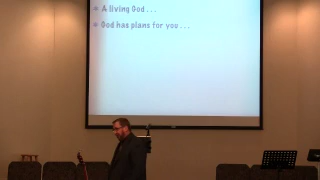 A living God . . .
God has plans for you . . .